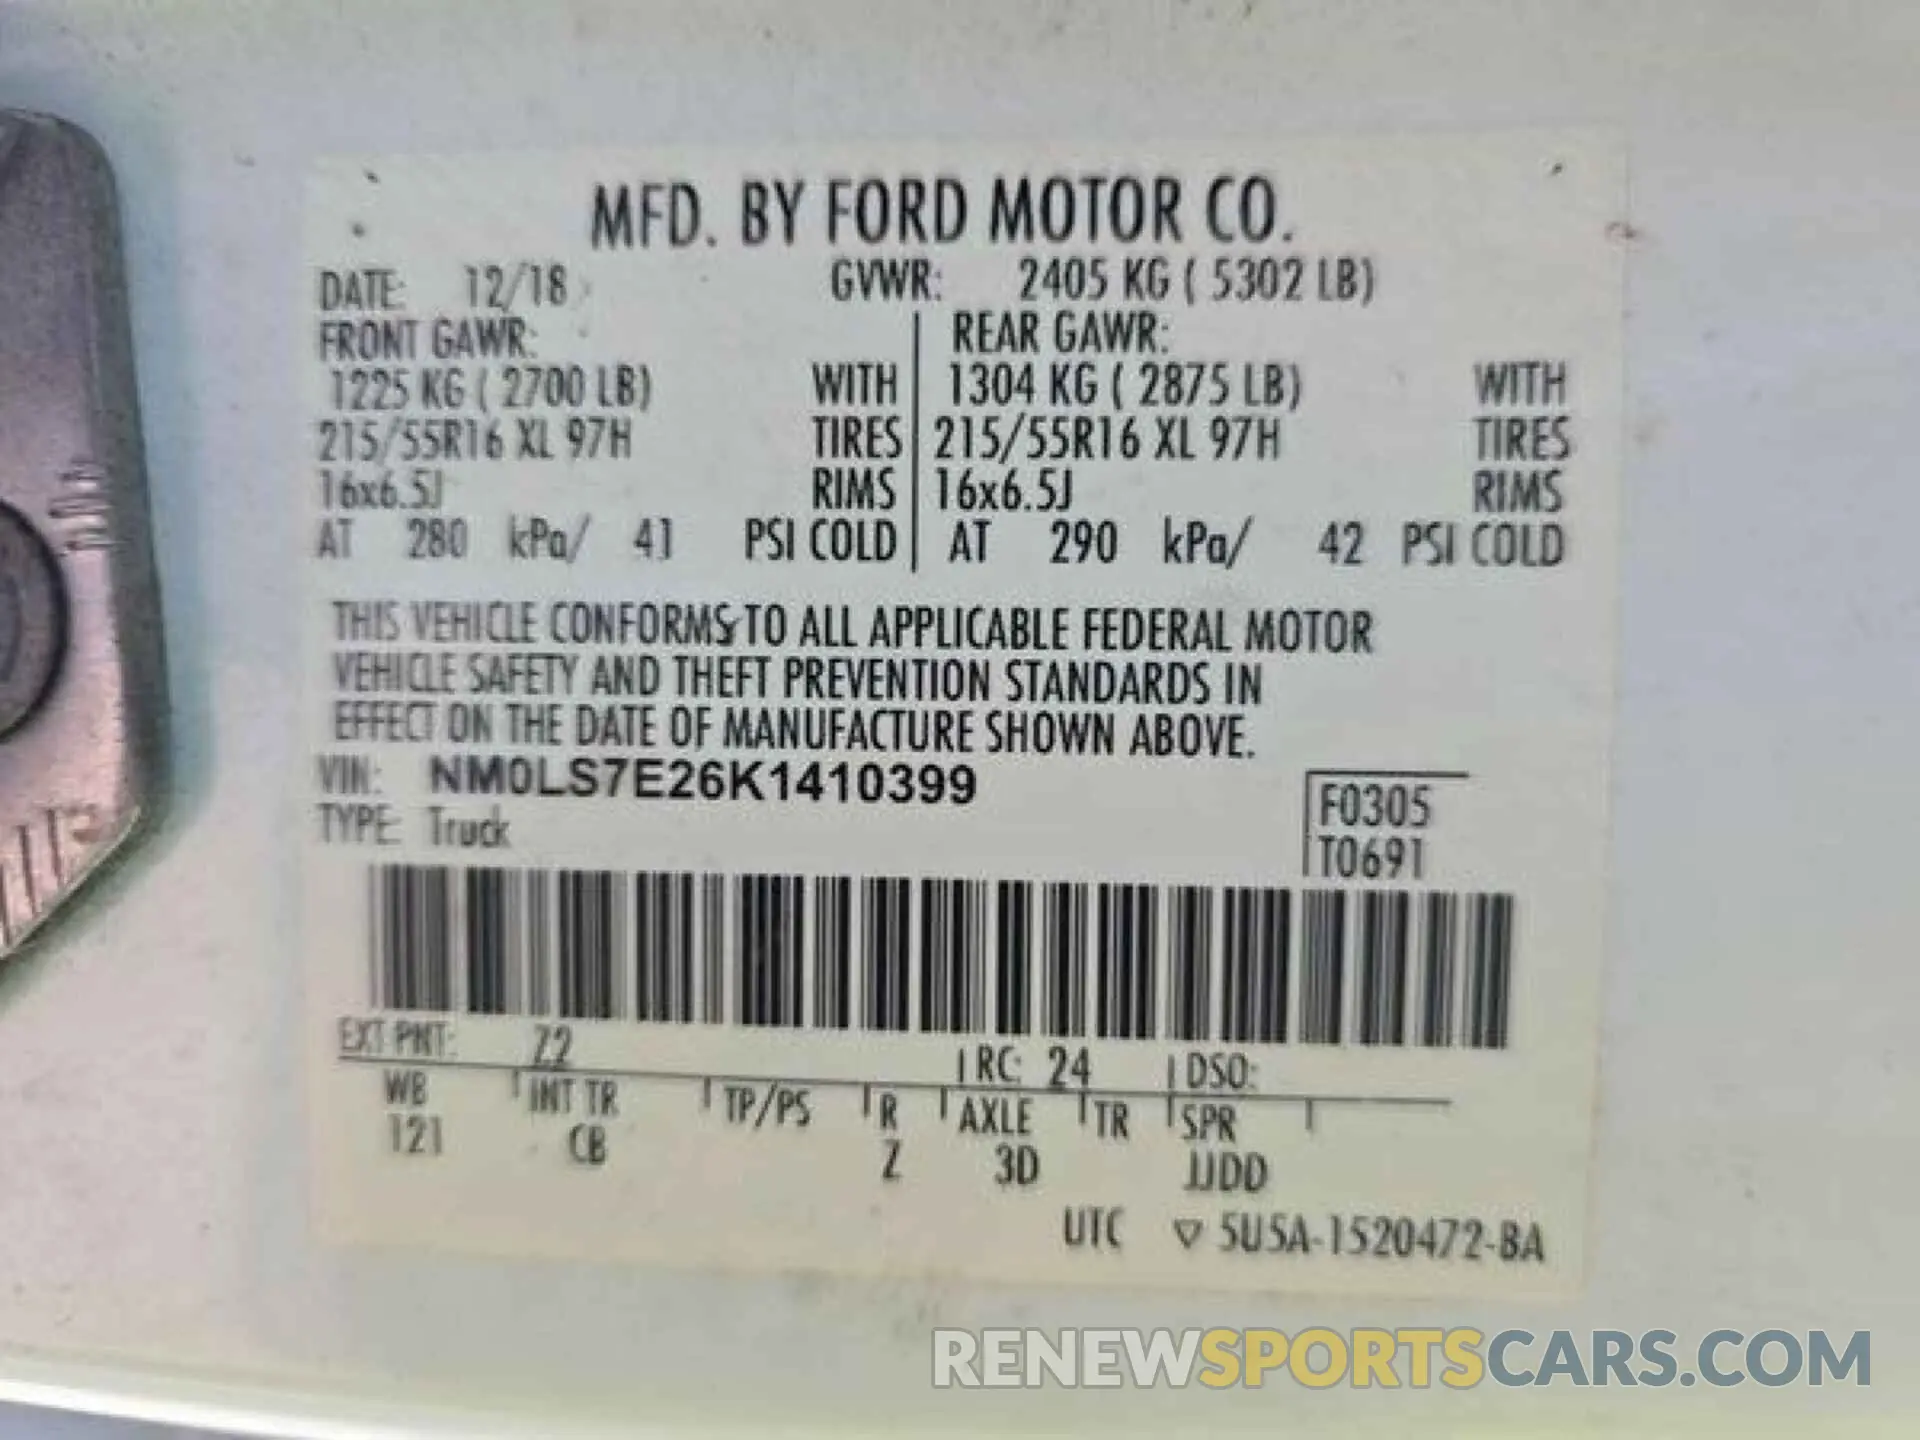 MFD. BY FORD MOTOR CO.
DATE: 12/18 GVWR: 2405 KG ( 5302 LB)
FRONT GAWR: REAR GAWR:
1225 KG ( 2700 LB) WITH 1304 KG ( 2875 LB) WITH
215/55R16 XL 97H TIRES 215/55R16 XL 97H TIRES
16x6.5J RIMS 16x6.5J RIMS
AT 280 kPa/ 41 PSI COLD AT 290 kPa/ 42 PSI COLD
THIS VEHICLE CONFORMS TO ALL APPLICABLE FEDERAL MOTOR
VEHICLE SAFETY AND THEFT PREVENTION STANDARDS IN
EFFECT ON THE DATE OF MANUFACTURE SHOWN ABOVE.
VIN: NM0LS7E26K1410399
TYPE: Truck
F0305
T0691
EXT PNT: Z2 RC: 24 DSO:
WB INT TR TP/PS R AXLE TR SPR
121 CB Z 3D JJDD
UTC ▽ 5U5A-1520472-BA
RENEWSPORTSCARS.COM